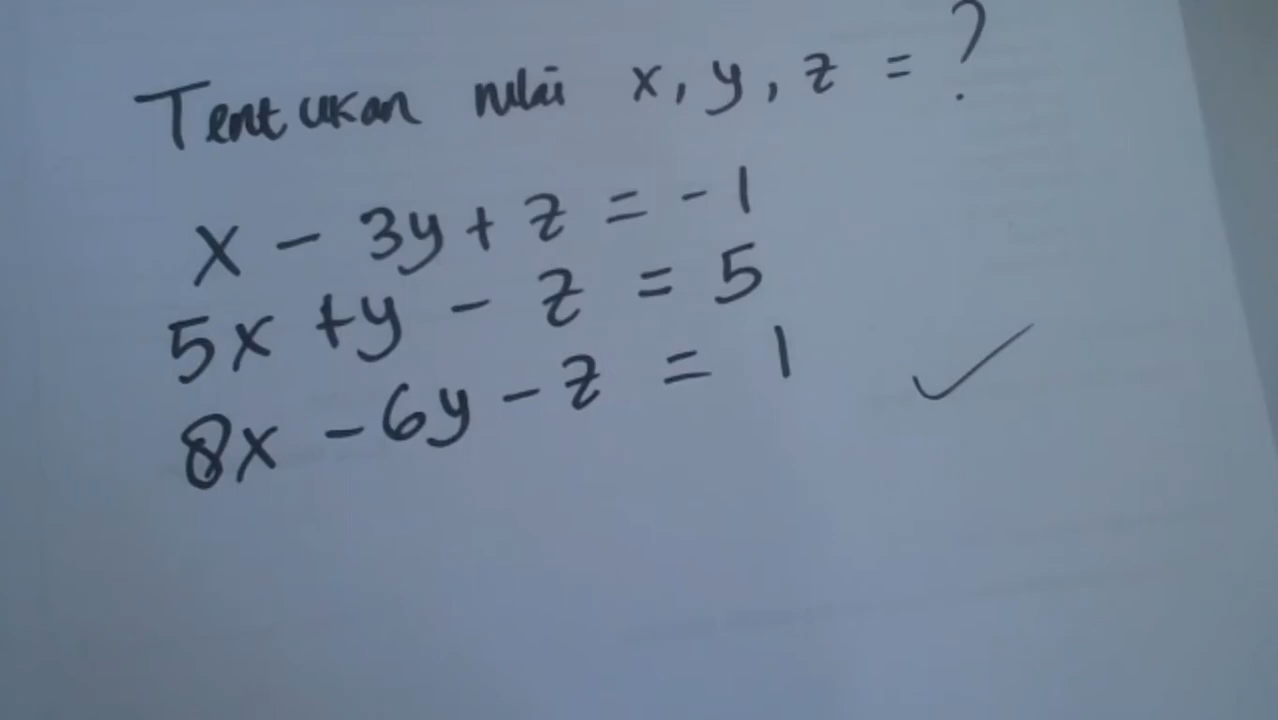 Tentukan nilai x, y, z = ?
x - 3y + z = -1
5x + y - z = 5
8x - 6y - z = 1